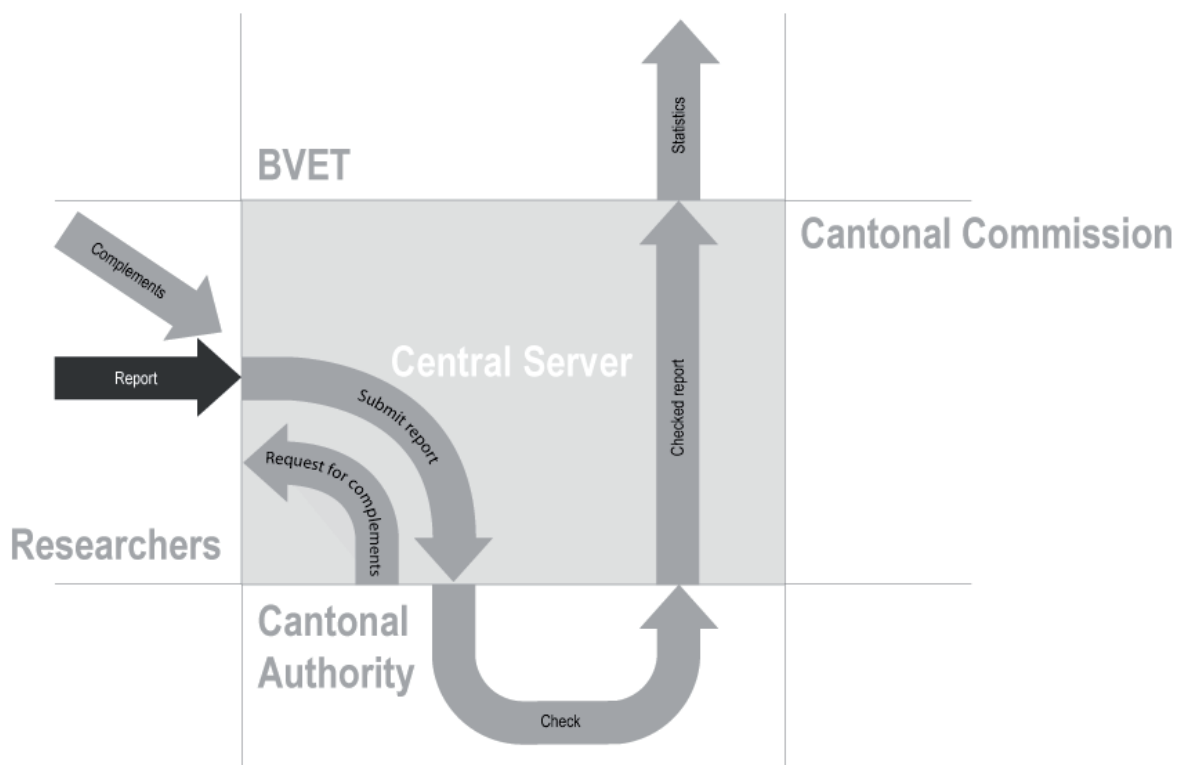 Statistics
BVET
Cantonal Commission
Complements
Central Server
Report
Submit report
Checked report
Request for complements
Researchers
Cantonal
Authority
Check